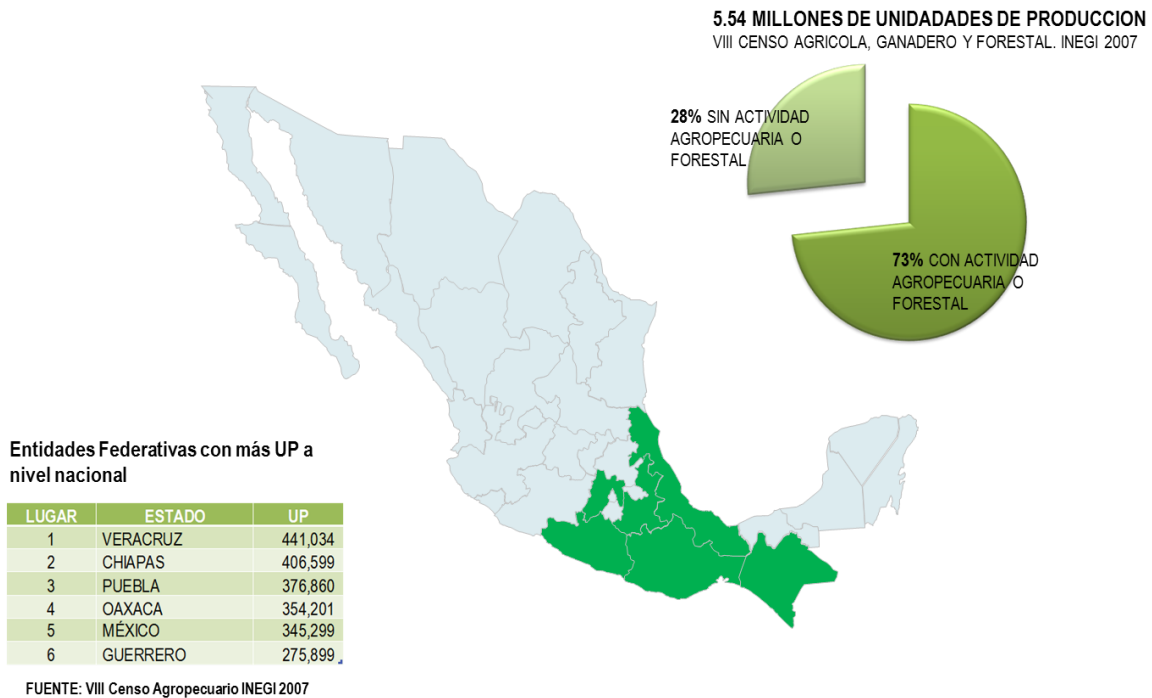 5.54 MILLONES DE UNIDADADES DE PRODUCCION
VIII CENSO AGRICOLA, GANADERO Y FORESTAL. INEGI 2007
28% SIN ACTIVIDAD
AGROPECUARIA O
FORESTAL
73% CON ACTIVIDAD
AGROPECUARIA O
FORESTAL
Entidades Federativas con más UP a
nivel nacional
LUGAR ESTADO UP
1 VERACRUZ 441,034
2 CHIAPAS 406,599
3 PUEBLA 376,860
4 OAXACA 354,201
5 MÉXICO 345,299
6 GUERRERO 275,899
FUENTE: VIII Censo Agropecuario INEGI 2007